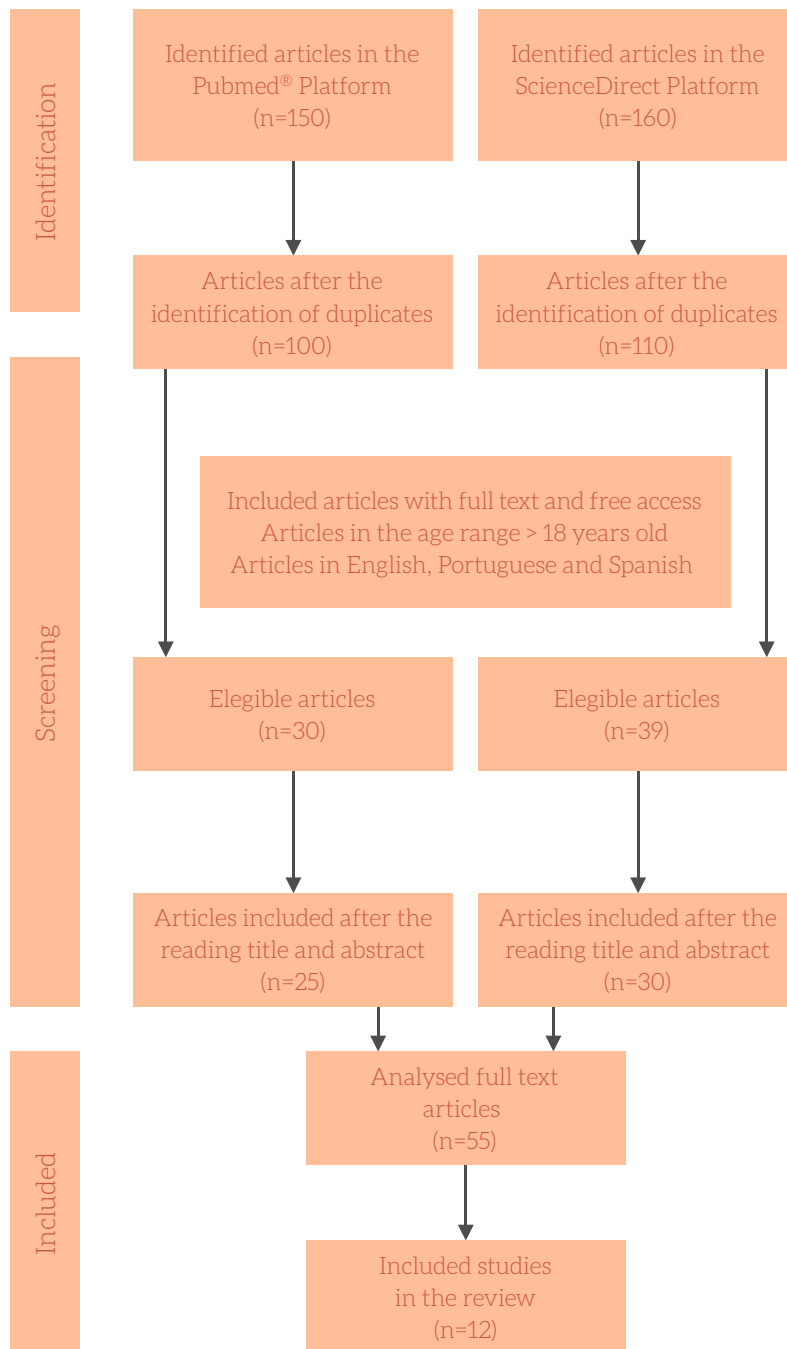 Identification
Identified articles in the
Pubmed® Platform
(n=150)
Identified articles in the
ScienceDirect Platform
(n=160)
Articles after the
identification of duplicates
(n=100)
Articles after the
identification of duplicates
(n=110)
Screening
Included articles with full text and free access
Articles in the age range > 18 years old
Articles in English, Portuguese and Spanish
Elegible articles
(n=30)
Elegible articles
(n=39)
Articles included after the
reading title and abstract
(n=25)
Articles included after the
reading title and abstract
(n=30)
Included
Analysed full text
articles
(n=55)
Included studies
in the review
(n=12)